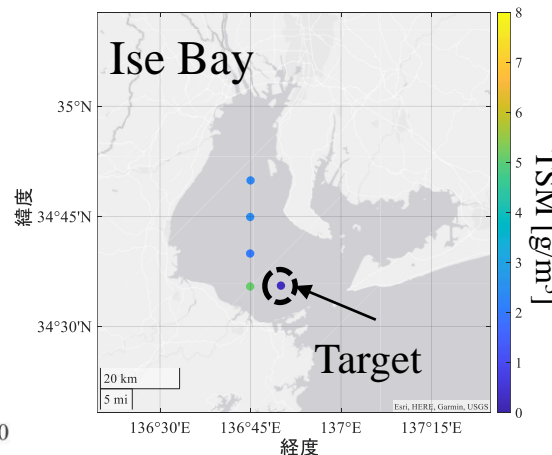 Ise Bay
35°N
34°45'N
34°30'N
緯度
20 km
5 mi
Esri, HERE, Garmin, USGS
136°30'E 136°45'E 137°E 137°15'E
経度
Target
8
7
6
5
4
3
2
1
0
TSM [g/m³]
0